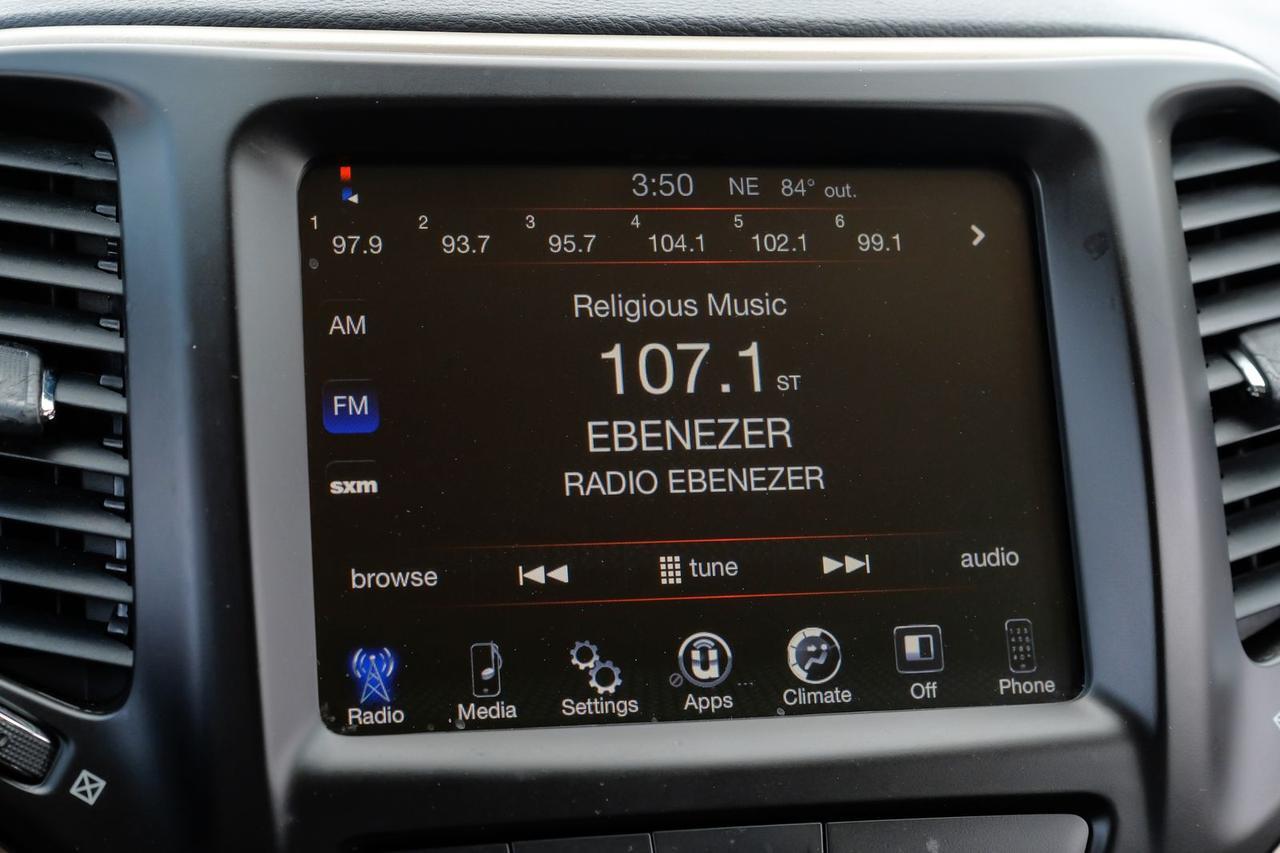 3:50 NE 84° out.
1 2 3 4 5 6
97.9 93.7 95.7 104.1 102.1 99.1
Religious Music
AM
107.1 ST
FM
EBENEZER
RADIO EBENEZER
sxm
browse tune audio
Radio Media Settings Apps Climate Off Phone